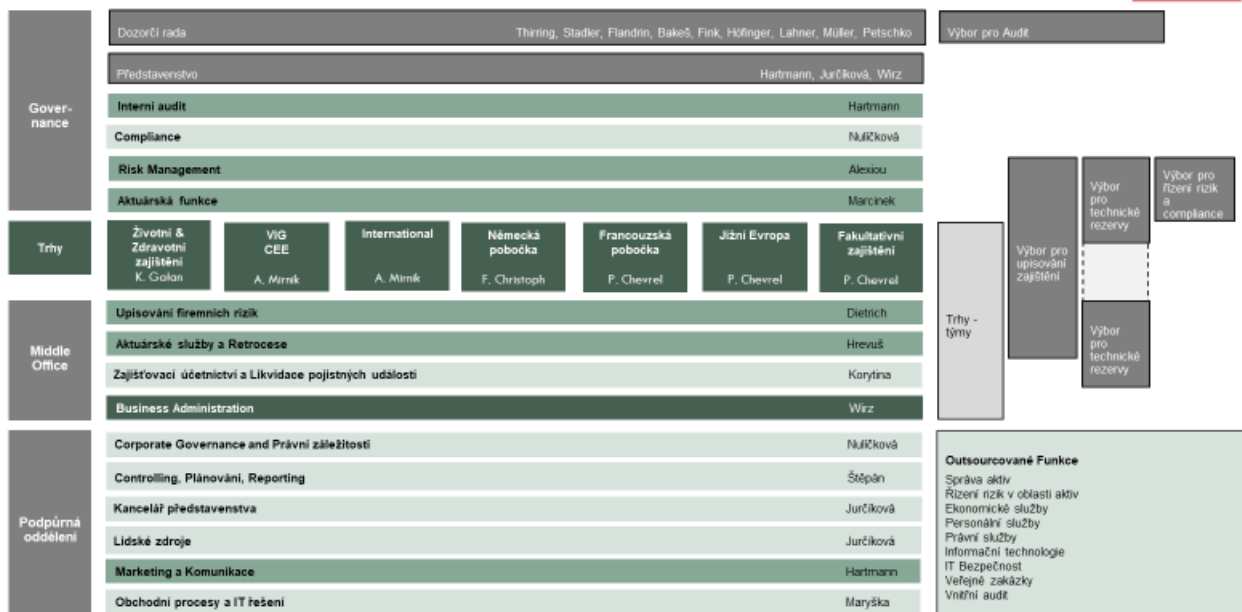 Dozorčí rada
Thirring, Stadler, Flandrin, Bakeš, Fink, Höfinger, Lahner, Müller, Petschko
Výbor pro Audit
Představenstvo
Hartmann, Jurčíková, Wirz
Gover-
nance
Interní audit
Hartmann
Compliance
Nulíčková
Risk Management
Alexiou
Aktuárská funkce
Marcinek
Trhy
Životní &
Zdravotní
zajištění
K. Golan
VIG
CEE
A. Mirnik
International
A. Mirnik
Německá
pobočka
F. Christoph
Francouzská
pobočka
P. Chevrel
Jižní Evropa
P. Chevrel
Fakultativní
zajištění
P. Chevrel
Trhy -
týmy
Výbor pro
upisování
zajištění
Výbor
pro
technické
rezervy
Výbor pro
řízení rizik
a
compliance
Výbor
pro
technické
rezervy
Middle
Office
Upisování firemních rizik
Dietrich
Aktuárské služby a Retrocese
Hrevuš
Zajišťovací účetnictví a Likvidace pojistných událostí
Korytina
Business Administration
Wirz
Podpůrná
oddělení
Corporate Governance and Právní záležitosti
Nulíčková
Controlling, Plánování, Reporting
Štěpán
Kancelář představenstva
Jurčíková
Lidské zdroje
Jurčíková
Marketing a Komunikace
Hartmann
Obchodní procesy a IT řešení
Maryška
Outsourcované Funkce
Správa aktiv
Řízení rizik v oblasti aktiv
Ekonomické služby
Personální služby
Právní služby
Informační technologie
IT Bezpečnost
Veřejné zakázky
Vnitřní audit